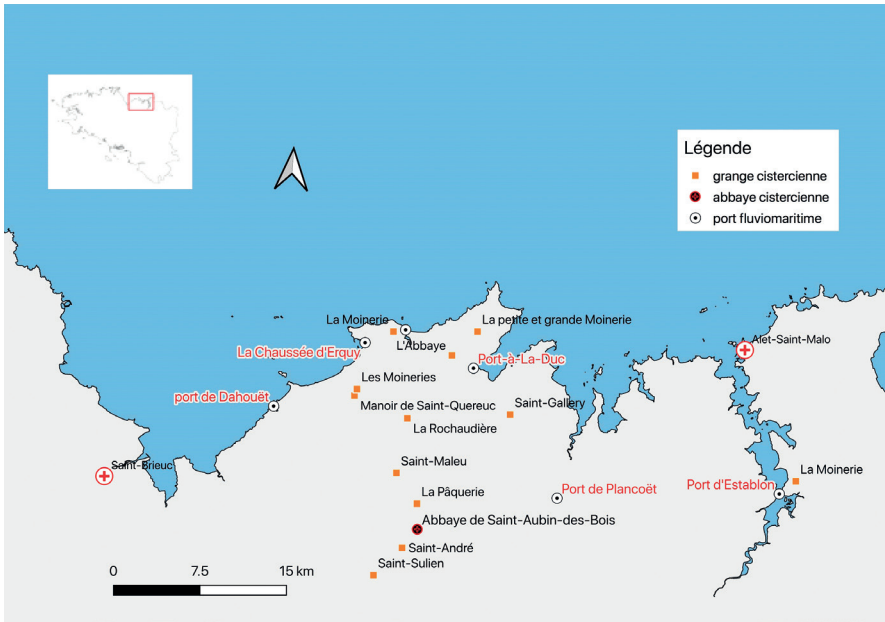 Légende
grange cistercienne
abbaye cistercienne
port fluviomaritime
La Moinerie
La petite et grande Moinerie
La Chaussée d'Erquy
L'Abbaye
Port-à-La-Duc
Alet-Saint-Malo
Les Moineries
port de Dahouët
Manoir de Saint-Quereuc
Saint-Gallery
La Rochaudière
Saint-Brieuc
Saint-Maleu
La Moinerie
Port d'Establon
La Pâquerie
Port de Plancoët
Abbaye de Saint-Aubin-des-Bois
Saint-André
Saint-Sulien
0 7.5 15 km